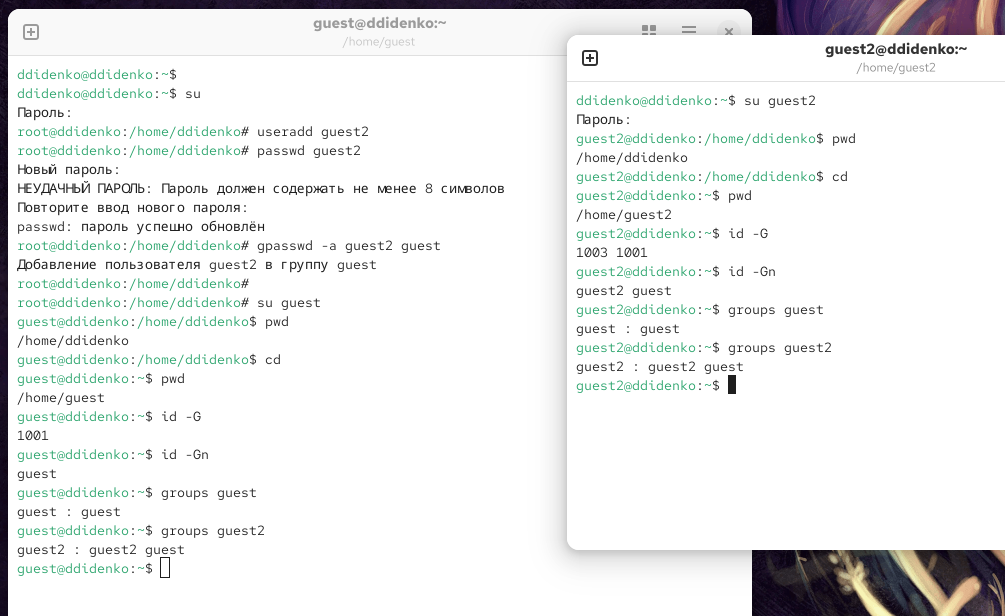 guest@ddidenko:~
/home/guest
ddidenko@ddidenko:~$
ddidenko@ddidenko:~$ su
Пароль:
root@ddidenko:/home/ddidenko# useradd guest2
root@ddidenko:/home/ddidenko# passwd guest2
Новый пароль:
НЕУДАЧНЫЙ ПАРОЛЬ: Пароль должен содержать не менее 8 символов
Повторите ввод нового пароля:
passwd: пароль успешно обновлён
root@ddidenko:/home/ddidenko# gpasswd -a guest2 guest
Добавление пользователя guest2 в группу guest
root@ddidenko:/home/ddidenko#
root@ddidenko:/home/ddidenko# su guest
guest@ddidenko:/home/ddidenko$ pwd
/home/ddidenko
guest@ddidenko:/home/ddidenko$ cd
guest@ddidenko:~$ pwd
/home/guest
guest@ddidenko:~$ id -G
1001
guest@ddidenko:~$ id -Gn
guest
guest@ddidenko:~$ groups guest
guest : guest
guest@ddidenko:~$ groups guest2
guest2 : guest2 guest
guest@ddidenko:~$
guest2@ddidenko:~
/home/guest2
ddidenko@ddidenko:~$ su guest2
Пароль:
guest2@ddidenko:/home/ddidenko$ pwd
/home/ddidenko
guest2@ddidenko:/home/ddidenko$ cd
guest2@ddidenko:~$ pwd
/home/guest2
guest2@ddidenko:~$ id -G
1003 1001
guest2@ddidenko:~$ id -Gn
guest2 guest
guest2@ddidenko:~$ groups guest
guest : guest
guest2@ddidenko:~$ groups guest2
guest2 : guest2 guest
guest2@ddidenko:~$